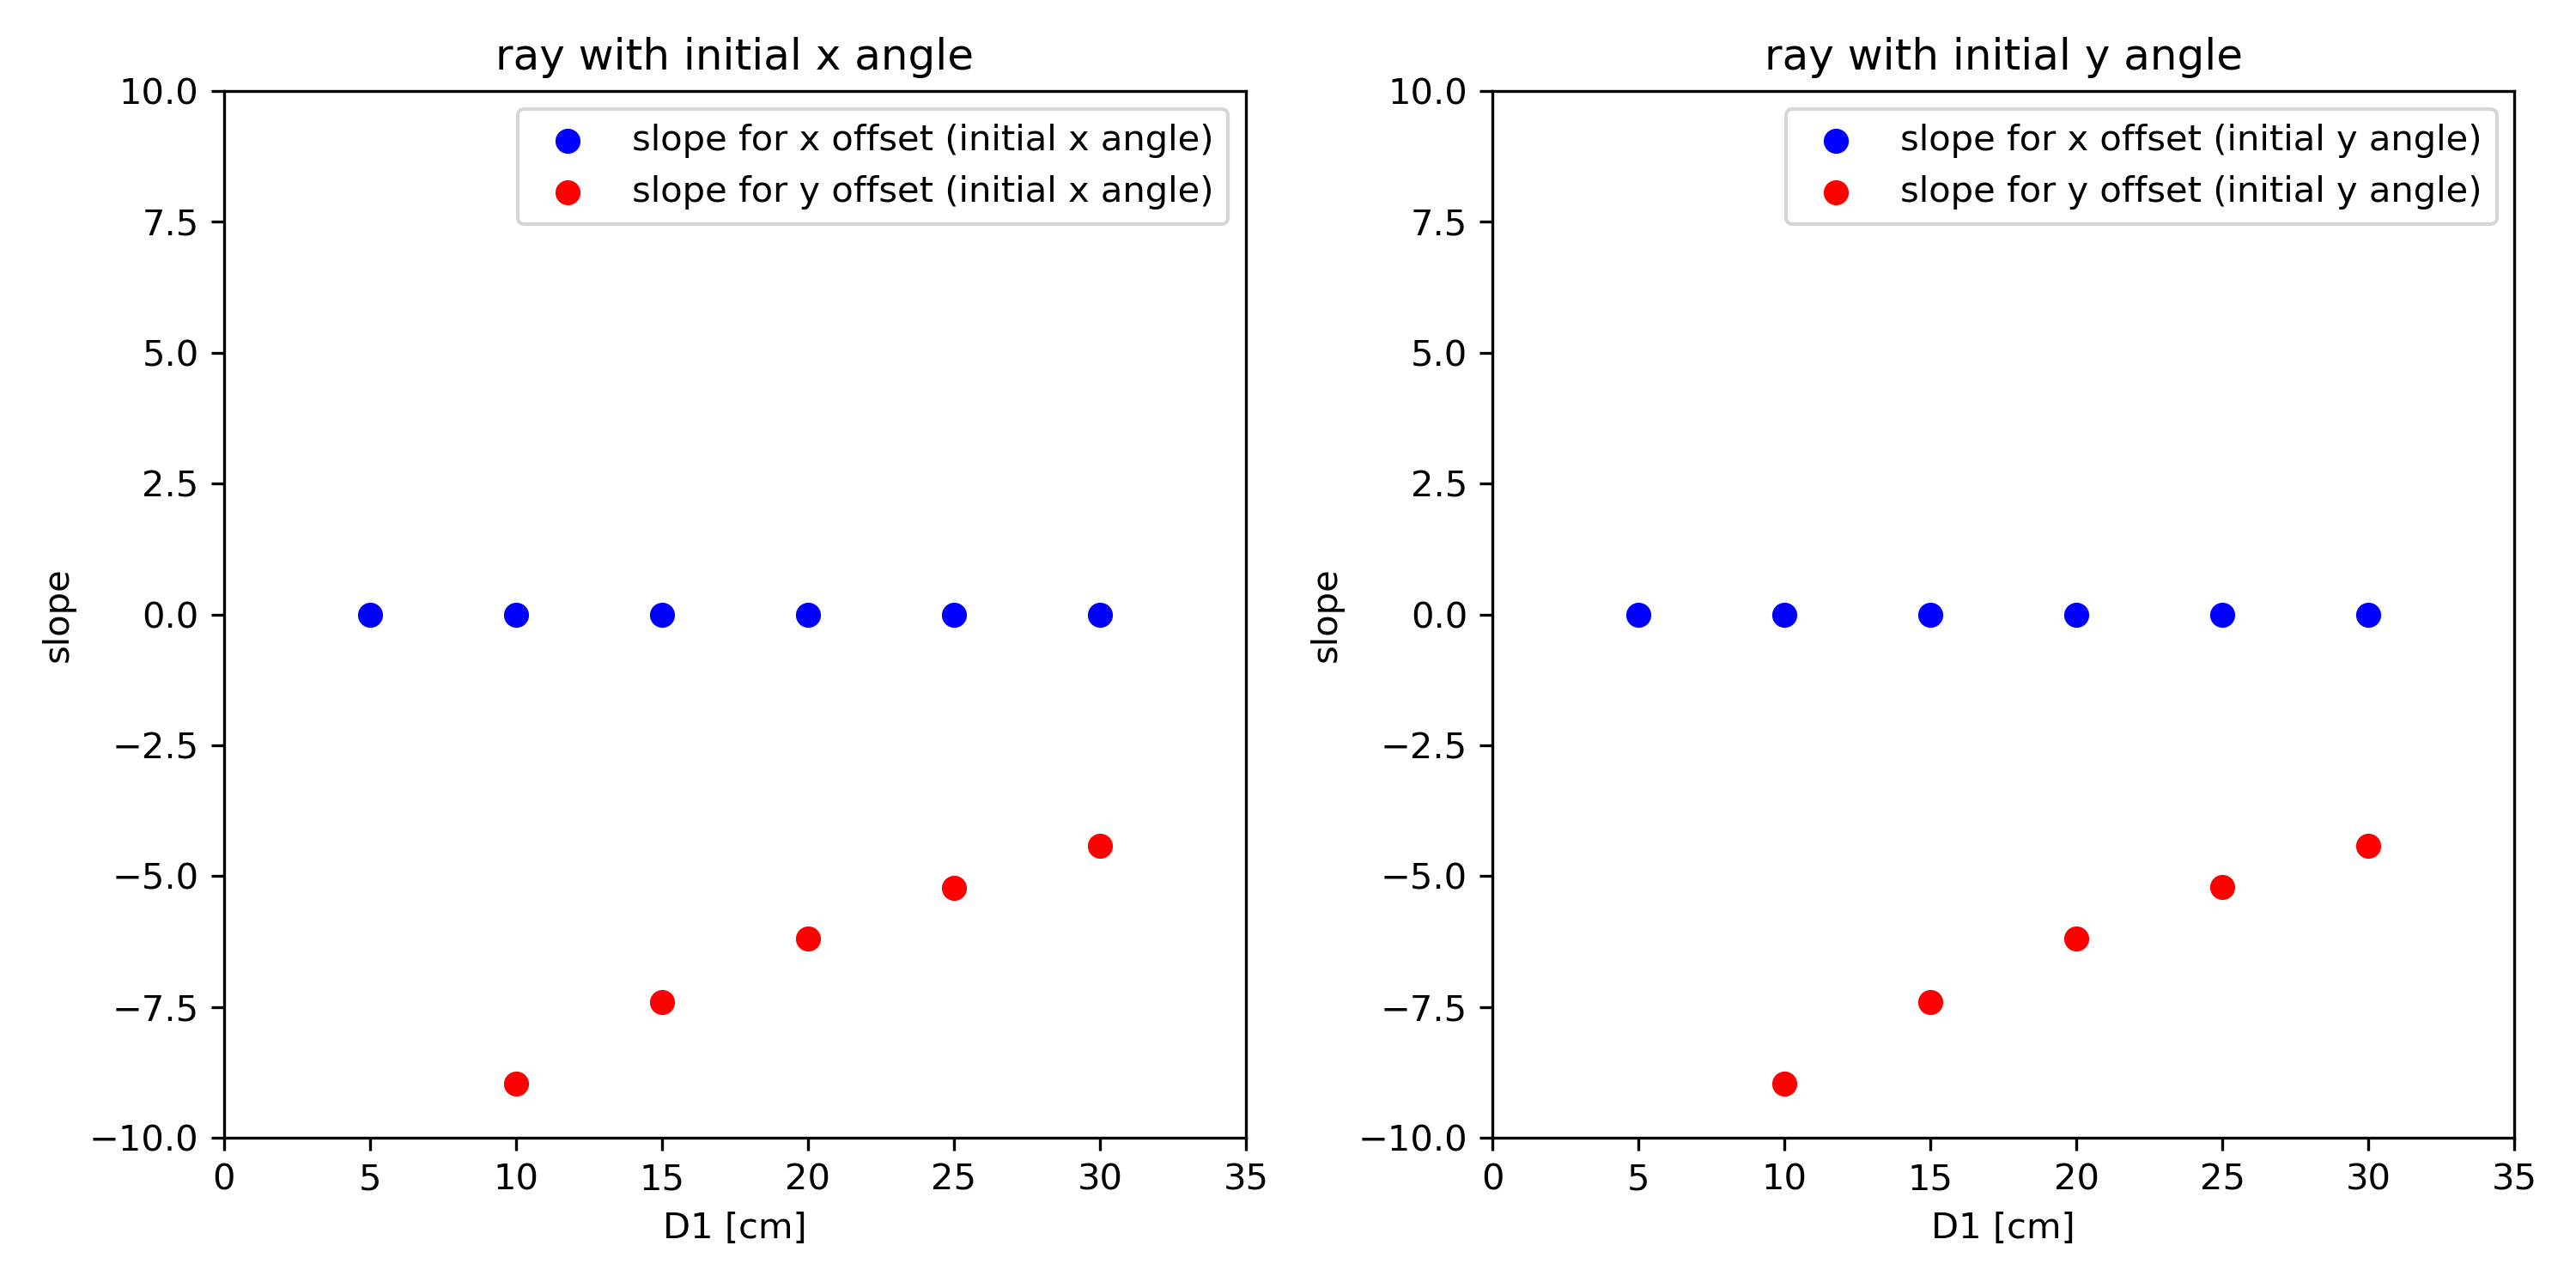 ray with initial x angle
10.0
7.5
5.0
2.5
0.0
−2.5
−5.0
−7.5
−10.0
slope
slope for x offset (initial x angle)
slope for y offset (initial x angle)
0 5 10 15 20 25 30 35
D1 [cm]
ray with initial y angle
10.0
7.5
5.0
2.5
0.0
−2.5
−5.0
−7.5
−10.0
slope
slope for x offset (initial y angle)
slope for y offset (initial y angle)
0 5 10 15 20 25 30 35
D1 [cm]